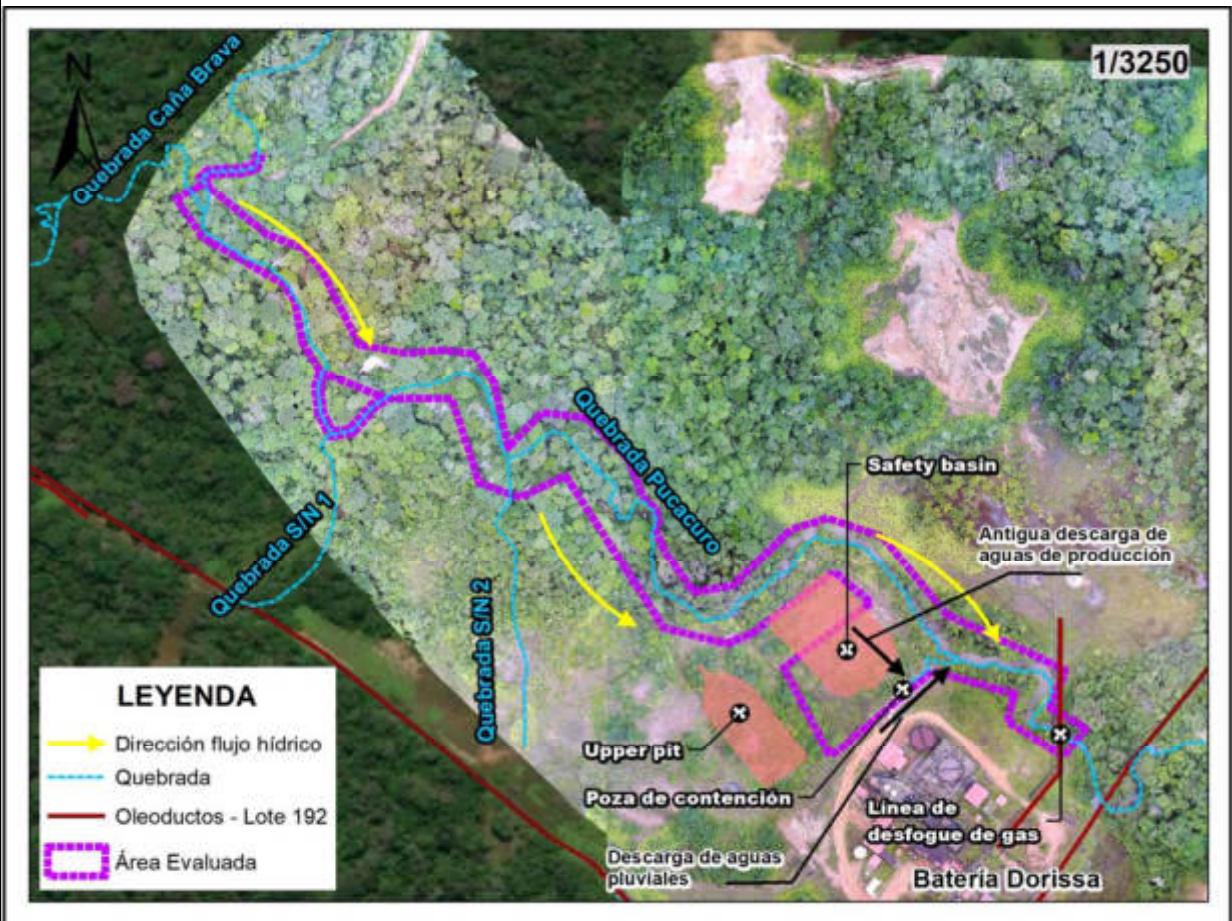 N
1/3250
Quebrada Caña Brava
Quebrada Pucacuro
Safety basin
Antigua descarga de
aguas de producción
Quebrada S/N 1
Quebrada S/N 2
Upper pit
Poza de contención
Línea de
desfogue de gas
Descarga de aguas
pluviales
Batería Dorissa
LEYENDA
Dirección flujo hídrico
Quebrada
Oleoductos - Lote 192
Área Evaluada